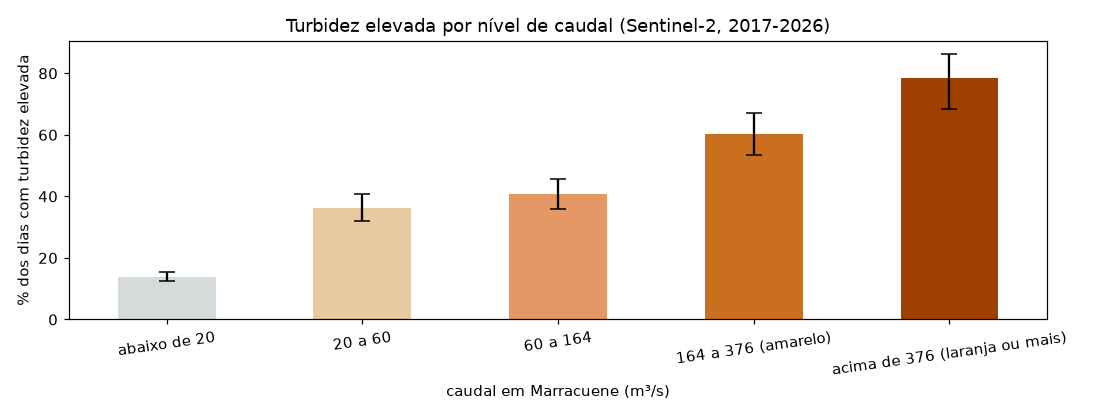 Turbidez elevada por nível de caudal (Sentinel-2, 2017-2026)
% dos dias com turbidez elevada
80
60
40
20
0
abaixo de 20
20 a 60
60 a 164
164 a 376 (amarelo)
acima de 376 (laranja ou mais)
caudal em Marracuene (m³/s)